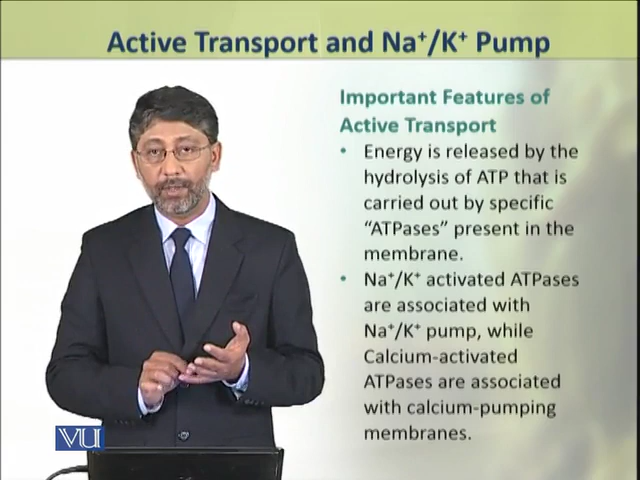 Active Transport and Na⁺/K⁺ Pump
Important Features of
Active Transport
• Energy is released by the
hydrolysis of ATP that is
carried out by specific
“ATPases” present in the
membrane.
• Na⁺/K⁺ activated ATPases
are associated with
Na⁺/K⁺ pump, while
Calcium-activated
ATPases are associated
with calcium-pumping
membranes.
VU